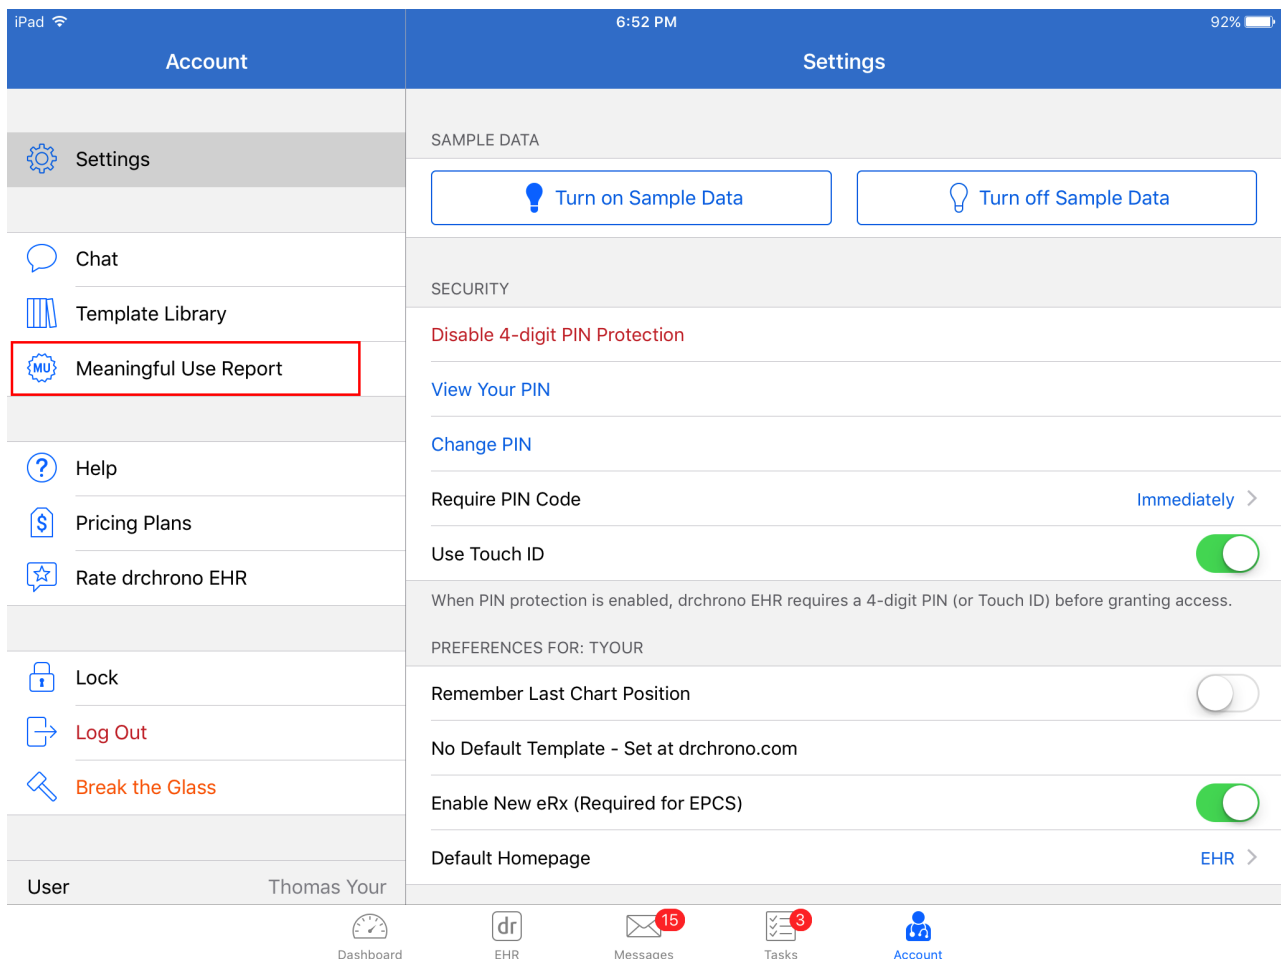 iPad 6:52 PM 92%
Account
Settings
Settings
Chat
Template Library
MU Meaningful Use Report
? Help
$ Pricing Plans
Rate drchrono EHR
Lock
Log Out
Break the Glass
User Thomas Your
SAMPLE DATA
Turn on Sample Data Turn off Sample Data
SECURITY
Disable 4-digit PIN Protection
View Your PIN
Change PIN
Require PIN Code Immediately
Use Touch ID
When PIN protection is enabled, drchrono EHR requires a 4-digit PIN (or Touch ID) before granting access.
PREFERENCES FOR: TYOUR
Remember Last Chart Position
No Default Template - Set at drchrono.com
Enable New eRx (Required for EPCS)
Default Homepage EHR
dr 15 3
Dashboard EHR Messages Tasks Account